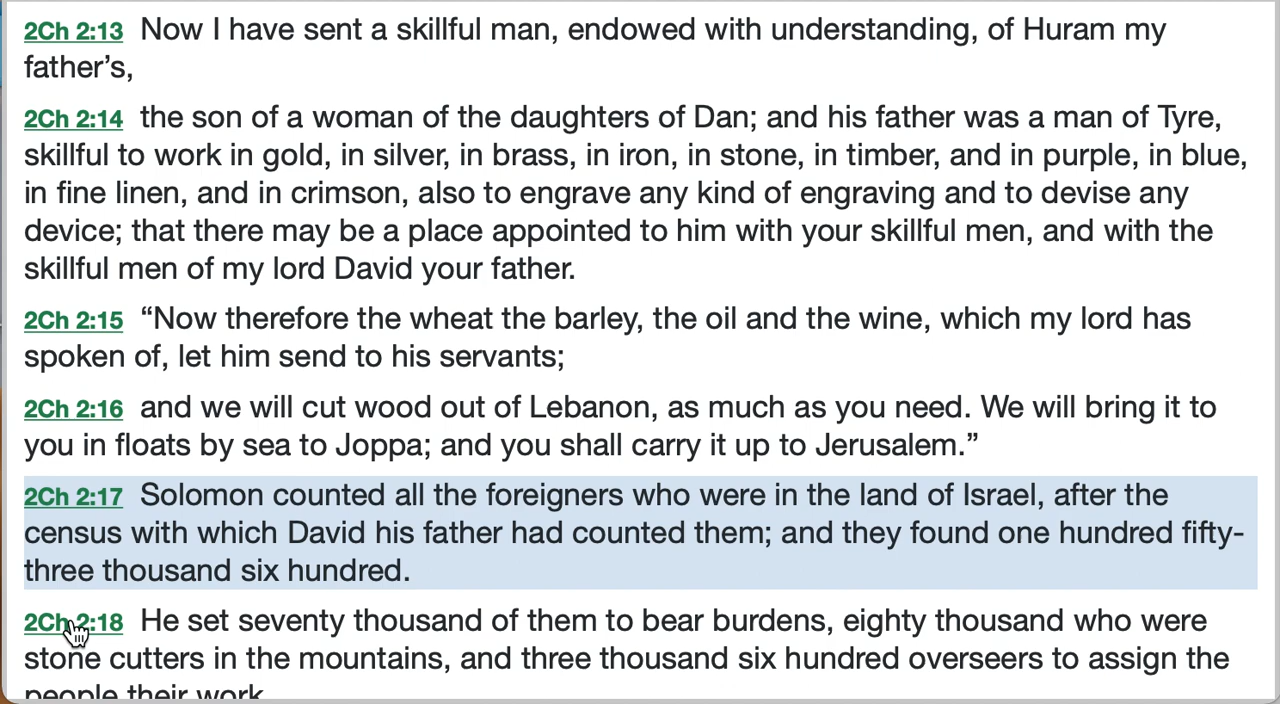 2Ch 2:13 Now I have sent a skillful man, endowed with understanding, of Huram my
father’s,
2Ch 2:14 the son of a woman of the daughters of Dan; and his father was a man of Tyre,
skillful to work in gold, in silver, in brass, in iron, in stone, in timber, and in purple, in blue,
in fine linen, and in crimson, also to engrave any kind of engraving and to devise any
device; that there may be a place appointed to him with your skillful men, and with the
skillful men of my lord David your father.
2Ch 2:15 “Now therefore the wheat the barley, the oil and the wine, which my lord has
spoken of, let him send to his servants;
2Ch 2:16 and we will cut wood out of Lebanon, as much as you need. We will bring it to
you in floats by sea to Joppa; and you shall carry it up to Jerusalem.”
2Ch 2:17 Solomon counted all the foreigners who were in the land of Israel, after the
census with which David his father had counted them; and they found one hundred fifty-
three thousand six hundred.
2Ch 2:18 He set seventy thousand of them to bear burdens, eighty thousand who were
stone cutters in the mountains, and three thousand six hundred overseers to assign the
people their work